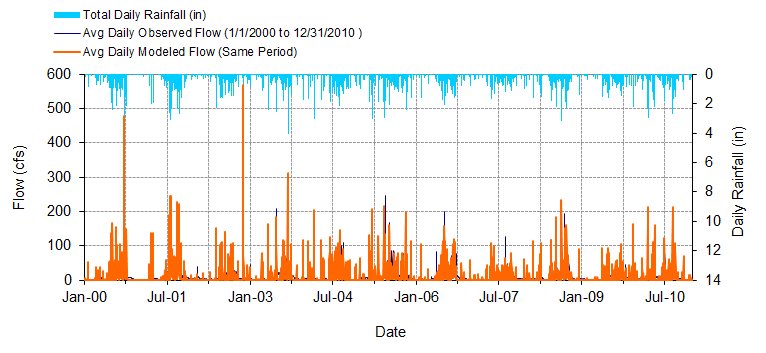 Total Daily Rainfall (in)
Avg Daily Observed Flow (1/1/2000 to 12/31/2010 )
Avg Daily Modeled Flow (Same Period)
600
500
400
300
200
100
0
Flow (cfs)
0
2
4
6
8
10
12
14
Daily Rainfall (in)
Jan-00 Jul-01 Jan-03 Jul-04 Jan-06 Jul-07 Jan-09 Jul-10
Date